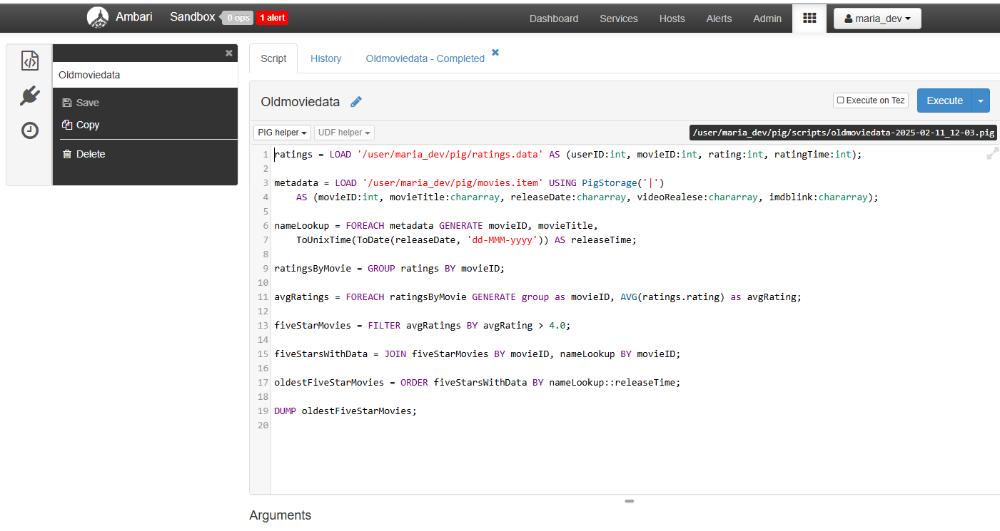 Ambari Sandbox 0 ops 1 alert Dashboard Services Hosts Alerts Admin maria_dev
Oldmoviedata
Save
Copy
Delete
Script History Oldmoviedata - Completed
Oldmoviedata Execute on Tez Execute
PIG helper UDF helper /user/maria_dev/pig/scripts/oldmoviedata-2025-02-11_12-03.pig
1 ratings = LOAD '/user/maria_dev/pig/ratings.data' AS (userID:int, movieID:int, rating:int, ratingTime:int);
2
3 metadata = LOAD '/user/maria_dev/pig/movies.item' USING PigStorage('|')
4 AS (movieID:int, movieTitle:chararray, releaseDate:chararray, videoRealese:chararray, imdblink:chararray);
5
6 nameLookup = FOREACH metadata GENERATE movieID, movieTitle,
7 ToUnixTime(ToDate(releaseDate, 'dd-MMM-yyyy')) AS releaseTime;
8
9 ratingsByMovie = GROUP ratings BY movieID;
10
11 avgRatings = FOREACH ratingsByMovie GENERATE group as movieID, AVG(ratings.rating) as avgRating;
12
13 fiveStarMovies = FILTER avgRatings BY avgRating > 4.0;
14
15 fiveStarsWithData = JOIN fiveStarMovies BY movieID, nameLookup BY movieID;
16
17 oldestFiveStarMovies = ORDER fiveStarsWithData BY nameLookup::releaseTime;
18
19 DUMP oldestFiveStarMovies;
20
Arguments